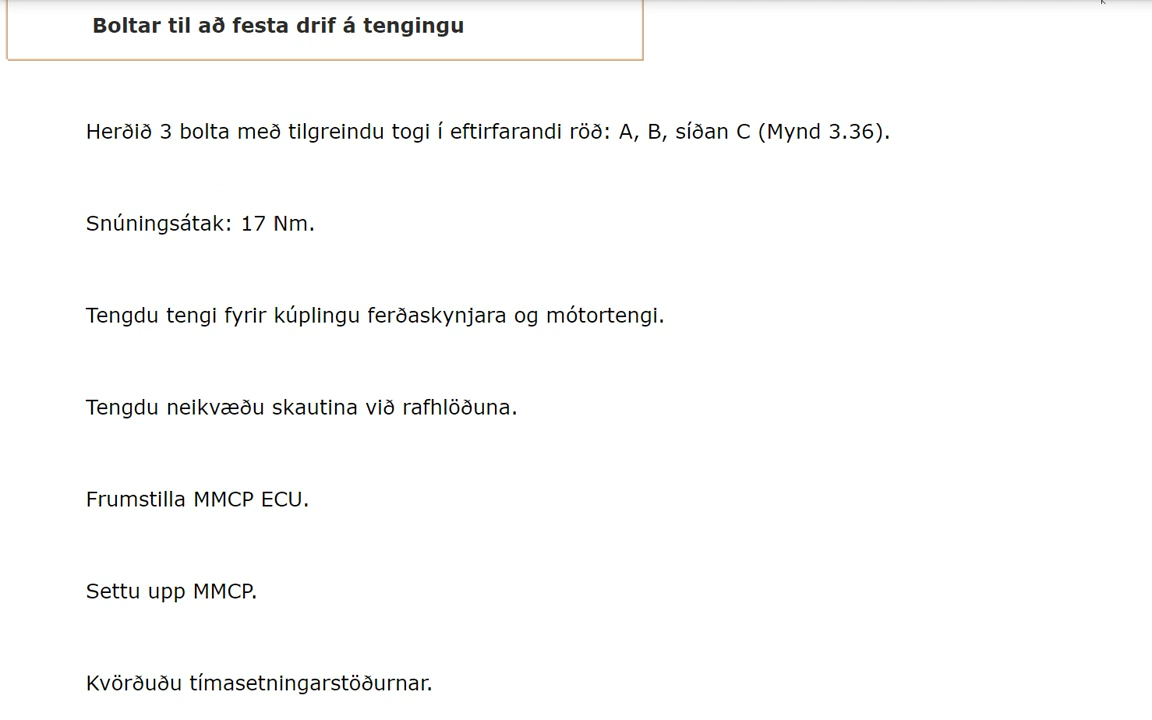 Boltar til að festa drif á tengingu
Herðið 3 bolta með tilgreindu togi í eftirfarandi röð: A, B, síðan C (Mynd 3.36).
Snúningsátak: 17 Nm.
Tengdu tengi fyrir kúplingu ferðaskynjara og mótortengi.
Tengdu neikvæðu skautina við rafhlöðuna.
Frumstilla MMCP ECU.
Settu upp MMCP.
Kvörðuðu tímasetningarstöðurnar.